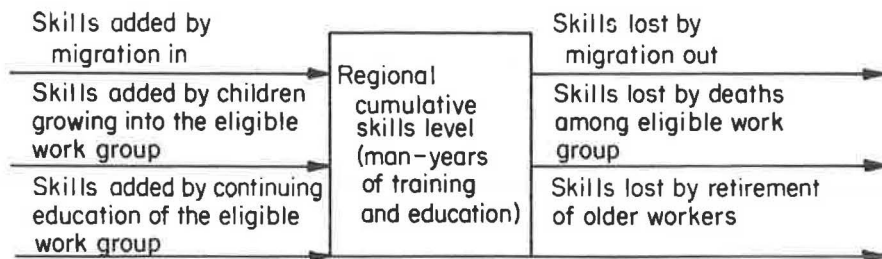 Skills added by
migration in
Skills added by children
growing into the eligible
work group
Skills added by continuing
education of the eligible
work group
Regional
cumulative
skills level
(man-years
of training
and education)
Skills lost by
migration out
Skills lost by deaths
among eligible work
group
Skills lost by retirement
of older workers